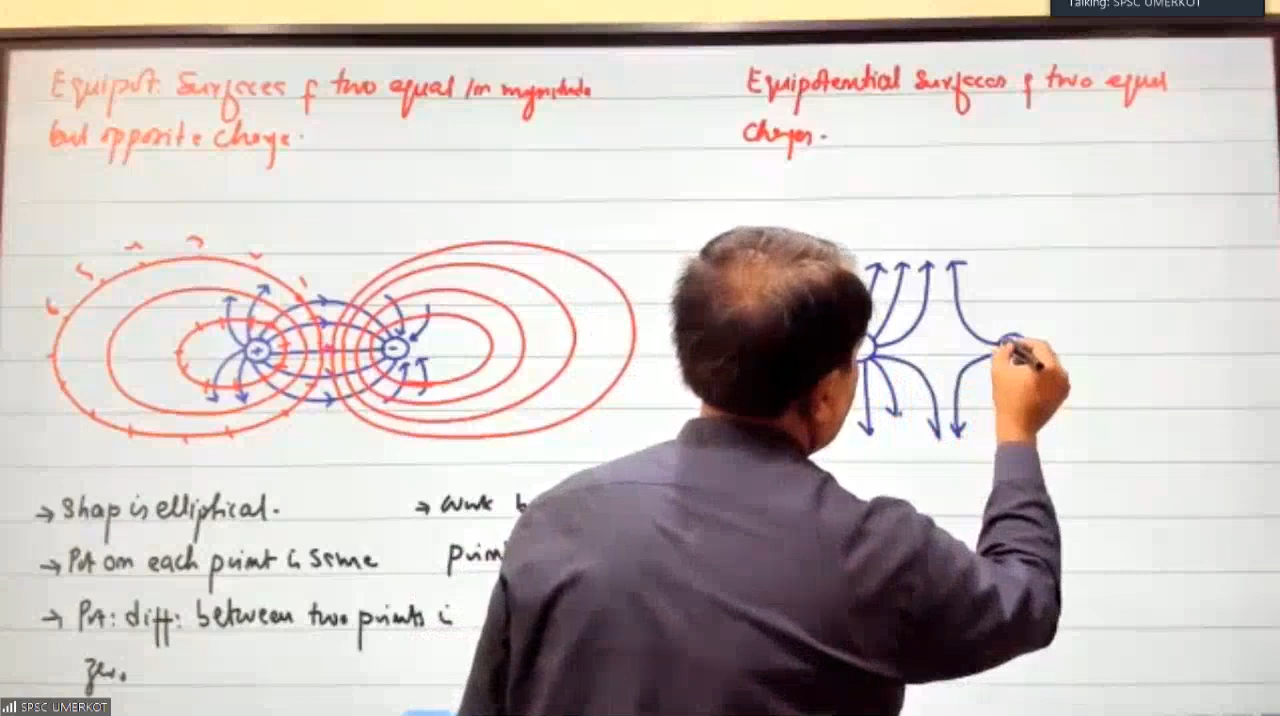 Talking: SPSC UMERKOT
Equipot: Surfaces of two equal in magnitude
but opposite charge.
Equipotential Surfaces of two equal
charges.
+
-
→ Shap is elliptical.
→ Pot on each point is same
→ Pot: diff: between two points is
zero.
→ work
SPSC UMERKOT